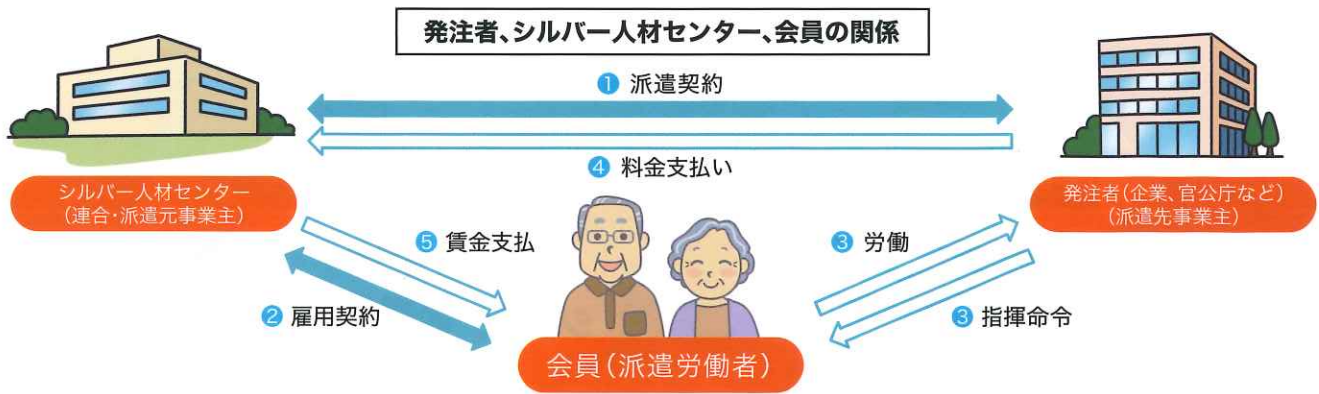 発注者、シルバー人材センター、会員の関係
❶ 派遣契約
❹ 料金支払い
シルバー人材センター
（連合・派遣元事業主）
発注者（企業、官公庁など）
（派遣先事業主）
❺ 賃金支払
❸ 労働
❷ 雇用契約
❸ 指揮命令
会員（派遣労働者）